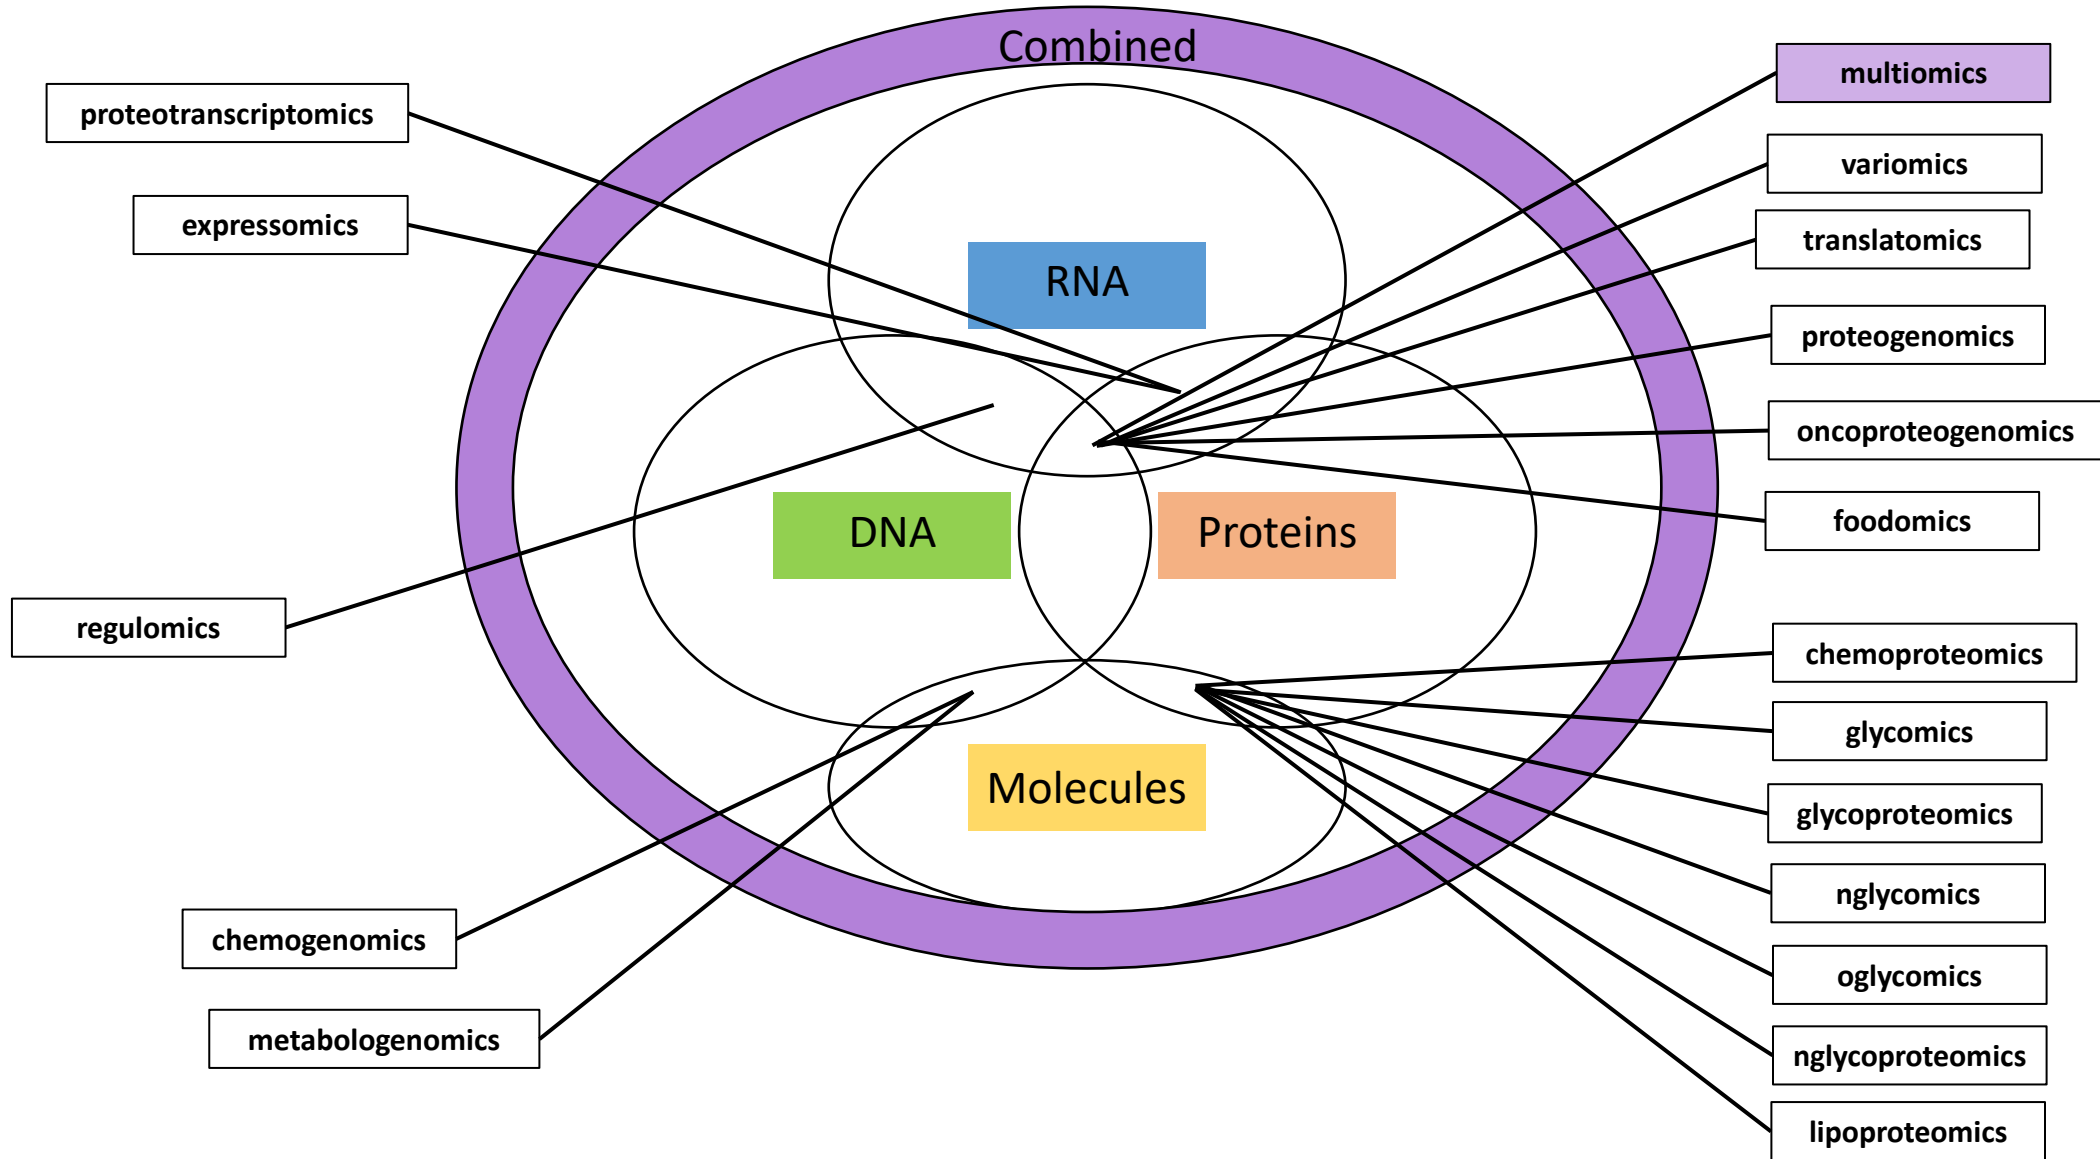 Combined
proteotranscriptomics
expressomics
regulomics
chemogenomics
metabologenomics
RNA
DNA
Proteins
Molecules
multiomics
variomics
translatomics
proteogenomics
oncoproteogenomics
foodomics
chemoproteomics
glycomics
glycoproteomics
nglycomics
oglycomics
nglycoproteomics
lipoproteomics